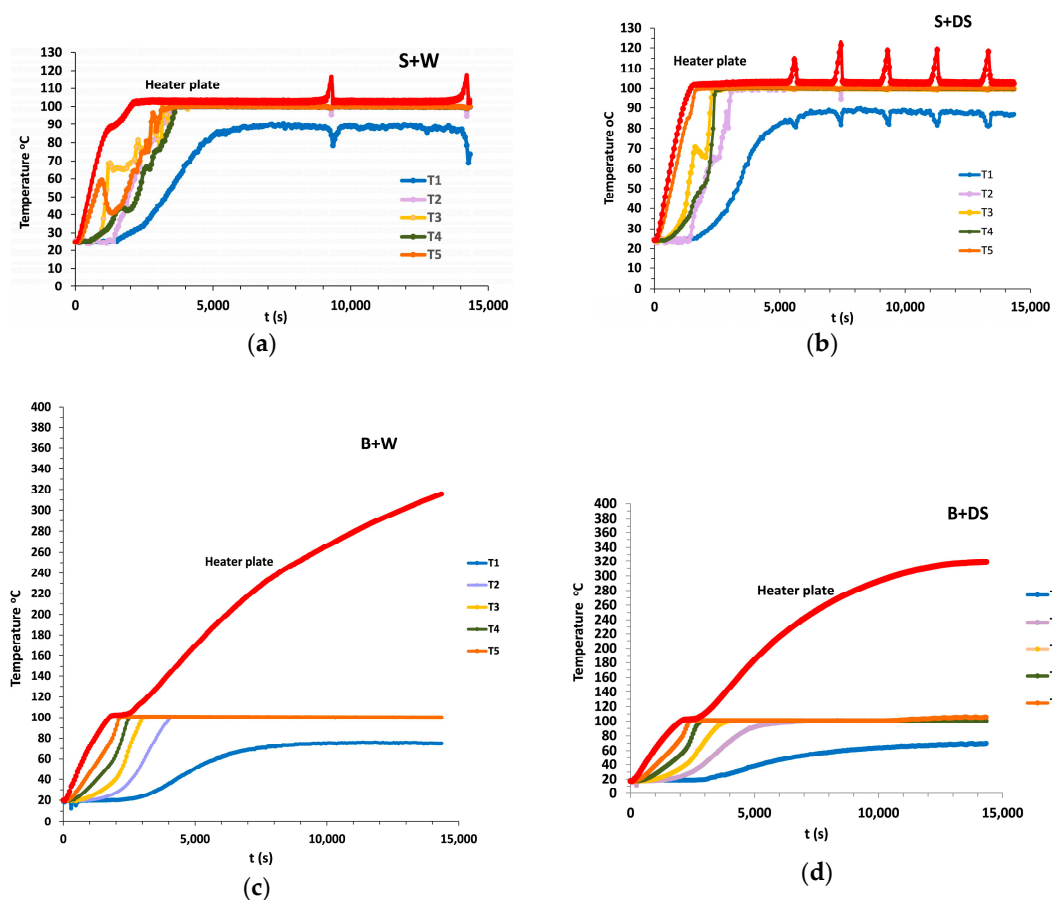 S+W
Heater plate
Temperature °C
130
120
110
100
90
80
70
60
50
40
30
20
10
0
0 5,000 10,000 15,000
t (s)
T1
T2
T3
T4
T5
(a)
S+DS
Heater plate
Temperature oC
130
120
110
100
90
80
70
60
50
40
30
20
10
0
0 5,000 10,000 15,000
t (s)
T1
T2
T3
T4
T5
(b)
B+W
Heater plate
Temperature °C
400
380
360
340
320
300
280
260
240
220
200
180
160
140
120
100
80
60
40
20
0
0 5,000 10,000 15,000
t (s)
T1
T2
T3
T4
T5
(c)
B+DS
Heater plate
Temperature °C
400
380
360
340
320
300
280
260
240
220
200
180
160
140
120
100
80
60
40
20
0
0 5,000 10,000 15,000
t (s)
(d)